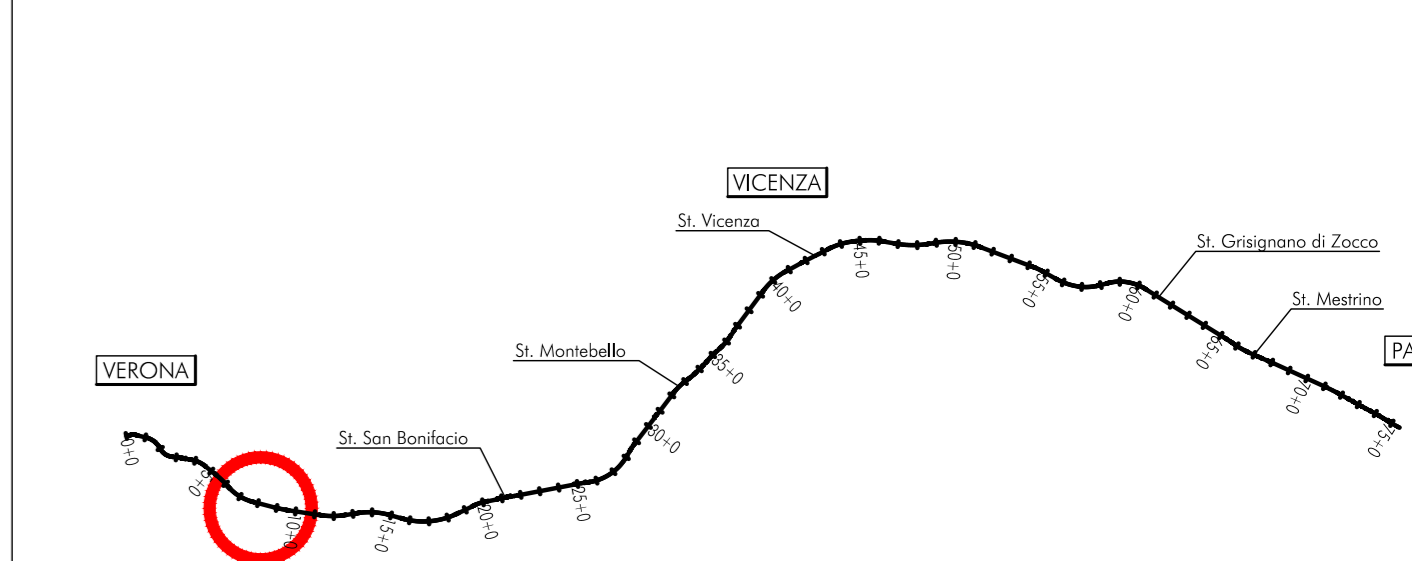 VICENZA
St. Vicenza
St. Grisignano di Zocco
St. Mestrino
St. Montebello
VERONA
PA
St. San Bonifacio
0+0
5+0
10+0
15+0
20+0
25+0
30+0
35+0
40+0
45+0
50+0
55+0
60+0
65+0
70+0
75+0